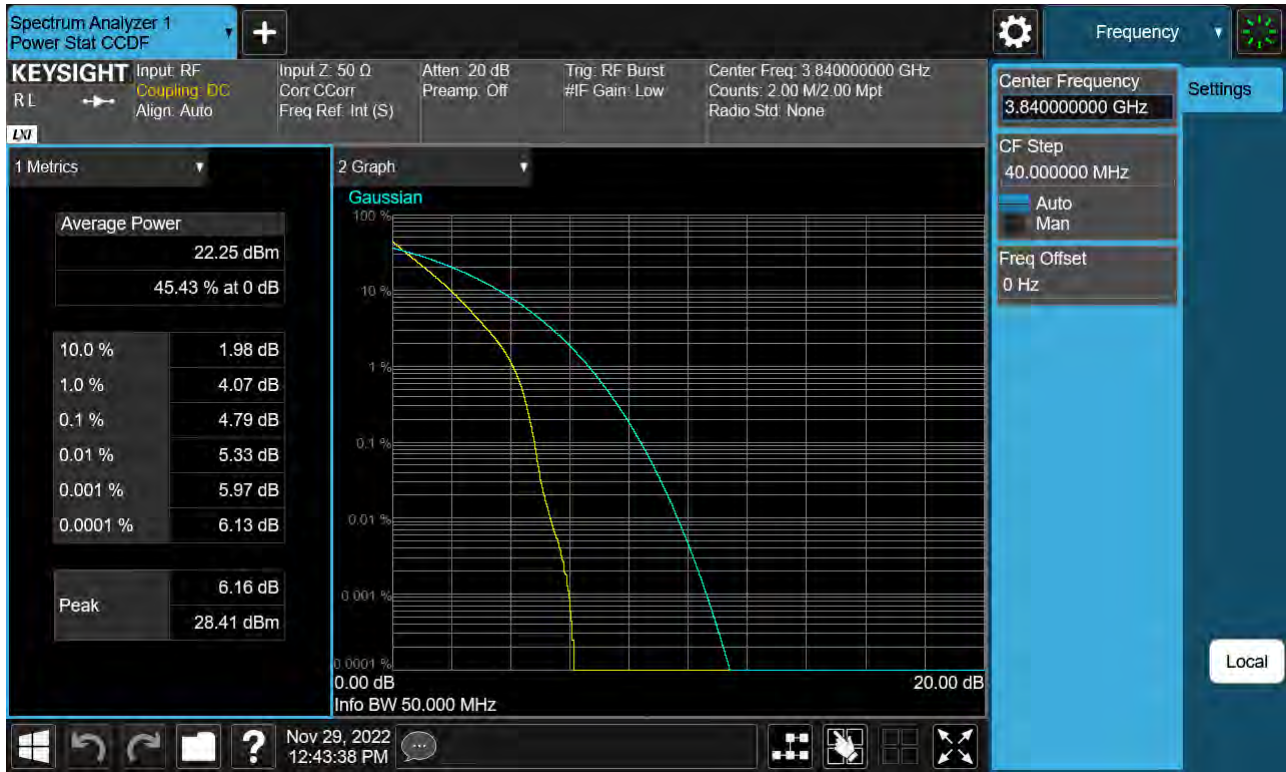 Spectrum Analyzer 1
Power Stat CCDF
+
Frequency
KEYSIGHT
RL
LXI
Input: RF
Coupling: DC
Align: Auto
Input Z: 50 Ω
Corr CCorr
Freq Ref: Int (S)
Atten: 20 dB
Preamp: Off
Trig: RF Burst
#IF Gain: Low
Center Freq: 3.840000000 GHz
Counts: 2.00 M/2.00 Mpt
Radio Std: None
Center Frequency
3.840000000 GHz
Settings
CF Step
40.000000 MHz
Auto
Man
Freq Offset
0 Hz
1 Metrics
Average Power
22.25 dBm
45.43 % at 0 dB
10.0 % 1.98 dB
1.0 % 4.07 dB
0.1 % 4.79 dB
0.01 % 5.33 dB
0.001 % 5.97 dB
0.0001 % 6.13 dB
Peak
6.16 dB
28.41 dBm
2 Graph
Gaussian
100 %
10 %
1 %
0.1 %
0.01 %
0.001 %
0.0001 %
0.00 dB 20.00 dB
Info BW 50.000 MHz
Local
?
Nov 29, 2022
12:43:38 PM